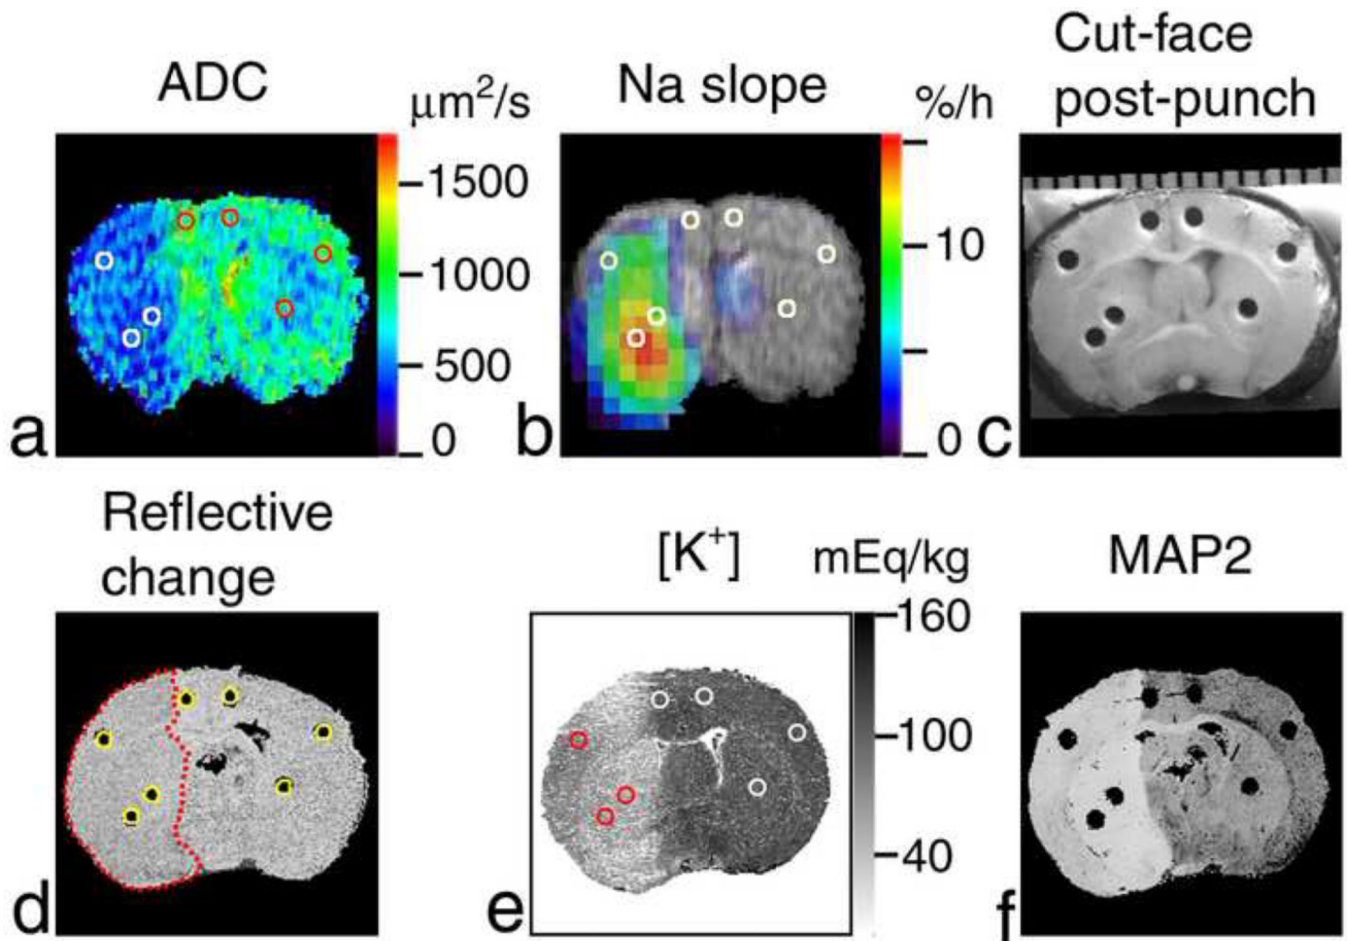 ADC
μm²/s
1500
1000
500
0
a
Na slope
%/h
10
0
b
Cut-face
post-punch
c
Reflective
change
d
[K⁺]
mEq/kg
160
100
40
e
MAP2
f